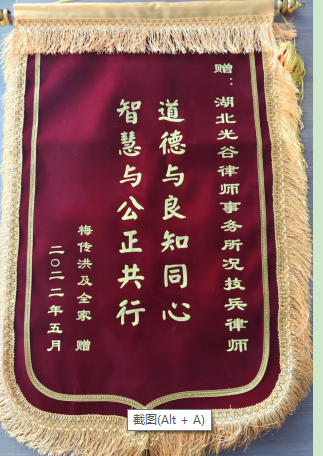 赠：湖北光谷律师事务所况技兵律师
道德与良知同心
智慧与公正共行
梅传洪及全家 赠
二〇二二年五月
截图(Alt + A)